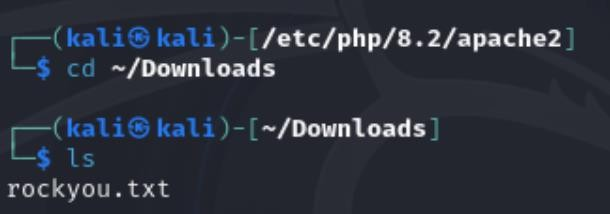 ┌──(kali㉿kali)-[/etc/php/8.2/apache2]
└─$ cd ~/Downloads
┌──(kali㉿kali)-[~/Downloads]
└─$ ls
rockyou.txt